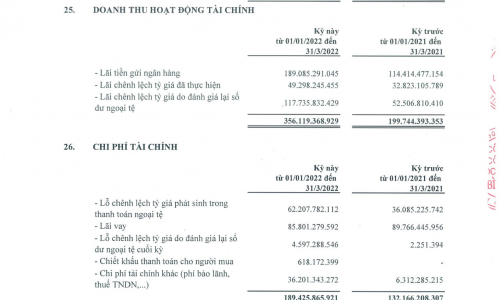 25. DOANH THU HOẠT ĐỘNG TÀI CHÍNH
Kỳ này Kỳ trước
từ 01/01/2022 đến từ 01/01/2021 đến
31/3/2022 31/3/2021
- Lãi tiền gửi ngân hàng 189.085.291.045 114.414.477.154
- Lãi chênh lệch tỷ giá đã thực hiện 49.298.245.455 32.823.105.789
- Lãi chênh lệch tỷ giá do đánh giá lại số
dư ngoại tệ 117.735.832.429 52.506.810.410
356.119.368.929 199.744.393.353
26. CHI PHÍ TÀI CHÍNH
Kỳ này Kỳ trước
từ 01/01/2022 đến từ 01/01/2021 đến
31/3/2022 31/3/2021
- Lỗ chênh lệch tỷ giá phát sinh trong
thanh toán ngoại tệ 62.207.782.112 36.085.225.742
- Lãi vay 85.801.279.592 89.766.445.956
- Lỗ chênh lệch tỷ giá do đánh giá lại số
dư ngoại tệ cuối kỳ 4.597.288.546 2.251.394
- Chiết khấu thanh toán cho người mua 618.172.399 -
- Chi phí tài chính khác (phí bảo lãnh,
thuế TNDN,...) 36.201.343.272 6.312.285.215
189.425.865.921 132.166.208.307